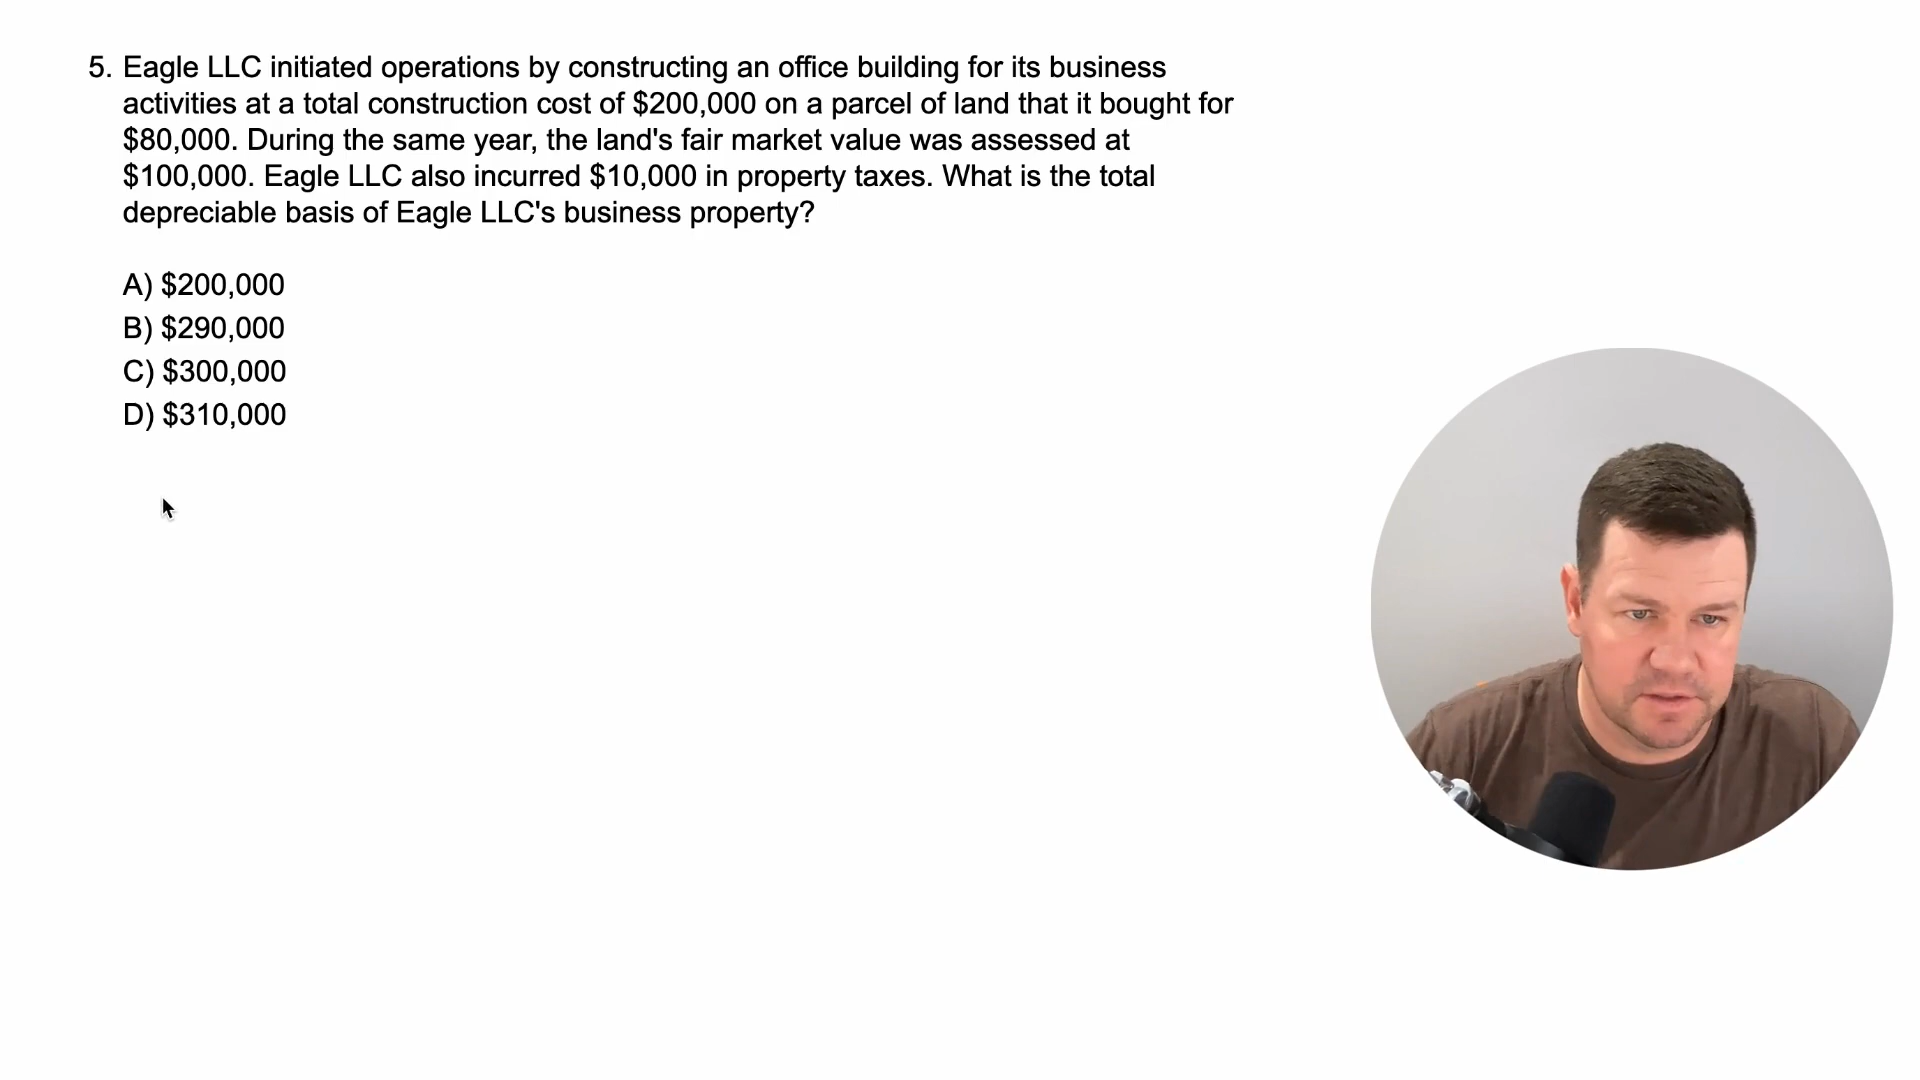 5. Eagle LLC initiated operations by constructing an office building for its business
activities at a total construction cost of $200,000 on a parcel of land that it bought for
$80,000. During the same year, the land's fair market value was assessed at
$100,000. Eagle LLC also incurred $10,000 in property taxes. What is the total
depreciable basis of Eagle LLC's business property?
A) $200,000
B) $290,000
C) $300,000
D) $310,000